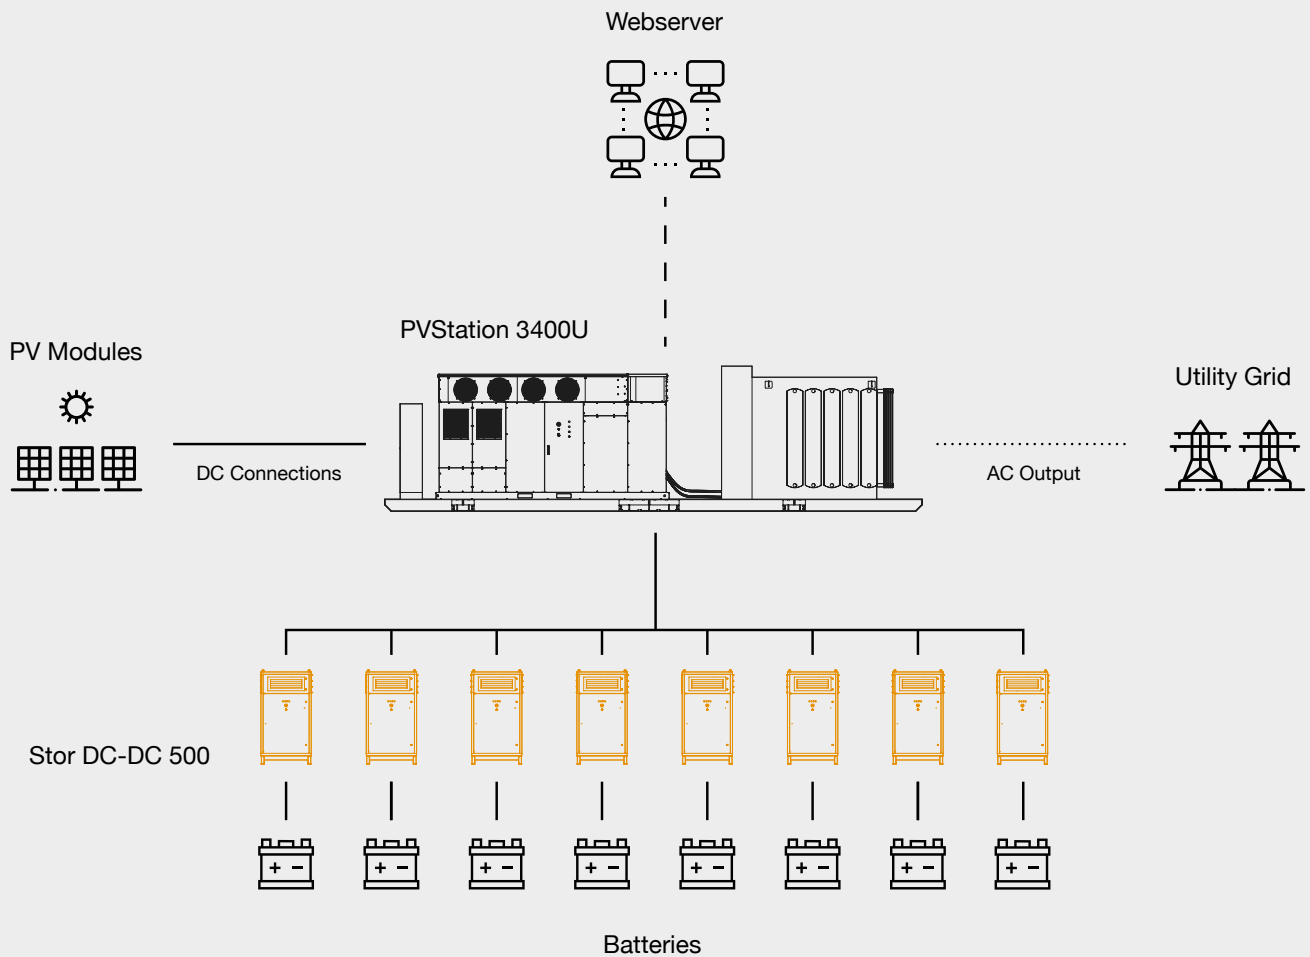 Webserver
PVStation 3400U
PV Modules
Utility Grid
DC Connections
AC Output
Stor DC-DC 500
Batteries